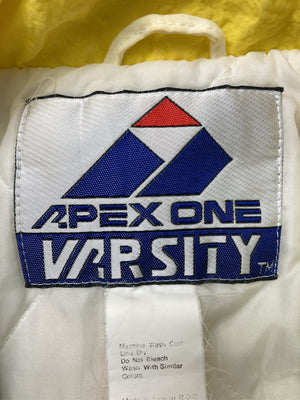 APEX ONE
VARSITY TM
Machine Wash Cold
Line Dry
Do Not Bleach
Wash With Similar
Colors